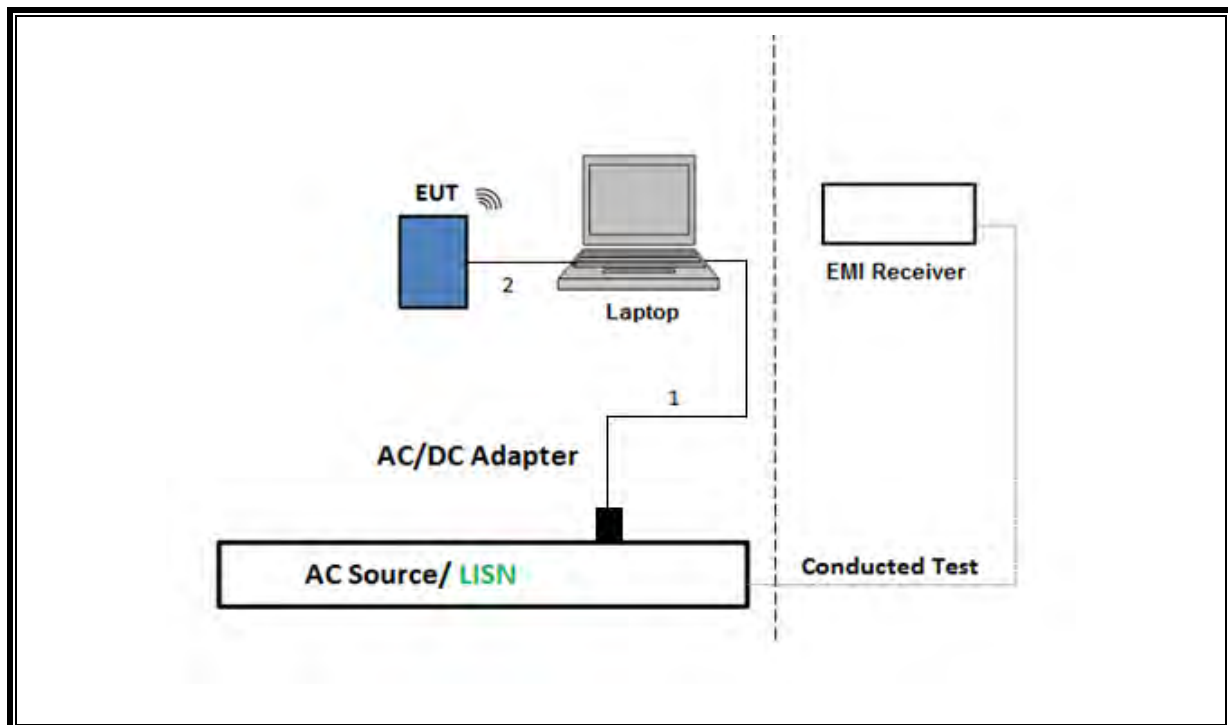 EUT
2
Laptop
EMI Receiver
1
AC/DC Adapter
AC Source/ LISN
Conducted Test